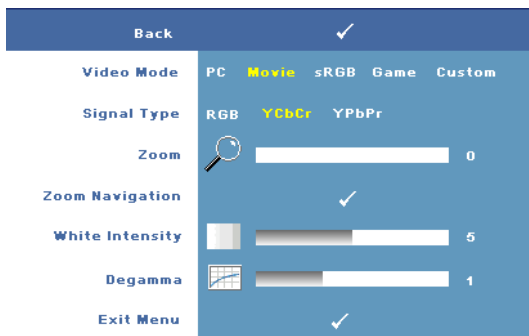 Back
Video Mode PC Movie sRGB Game Custom
Signal Type RGB YCbCr YPbPr
Zoom 0
Zoom Navigation
White Intensity 5
Degamma 1
Exit Menu